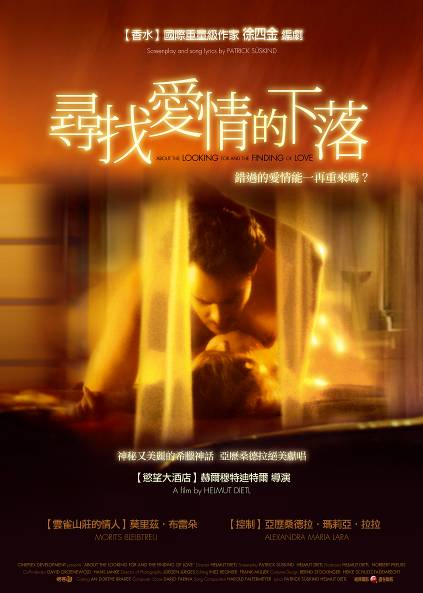 【香水】國際重量級作家 徐四金 編劇
Screenplay and song lyrics by PATRICK SÜSKIND
尋找愛情的下落
ABOUT THE LOOKING FOR AND THE FINDING OF LOVE
錯過的愛情能一再重來嗎？
神秘又美麗的希臘神話 亞歷桑德拉絕美獻唱
【慾望大酒店】赫爾穆特迪特爾 導演
A film by HELMUT DIETL
【雲雀山莊的情人】莫里茲·布雷朵 【控制】亞歷桑德拉·瑪莉亞·拉拉
MORITS BLEIBTREU ALEXANDRA MARIA LARA